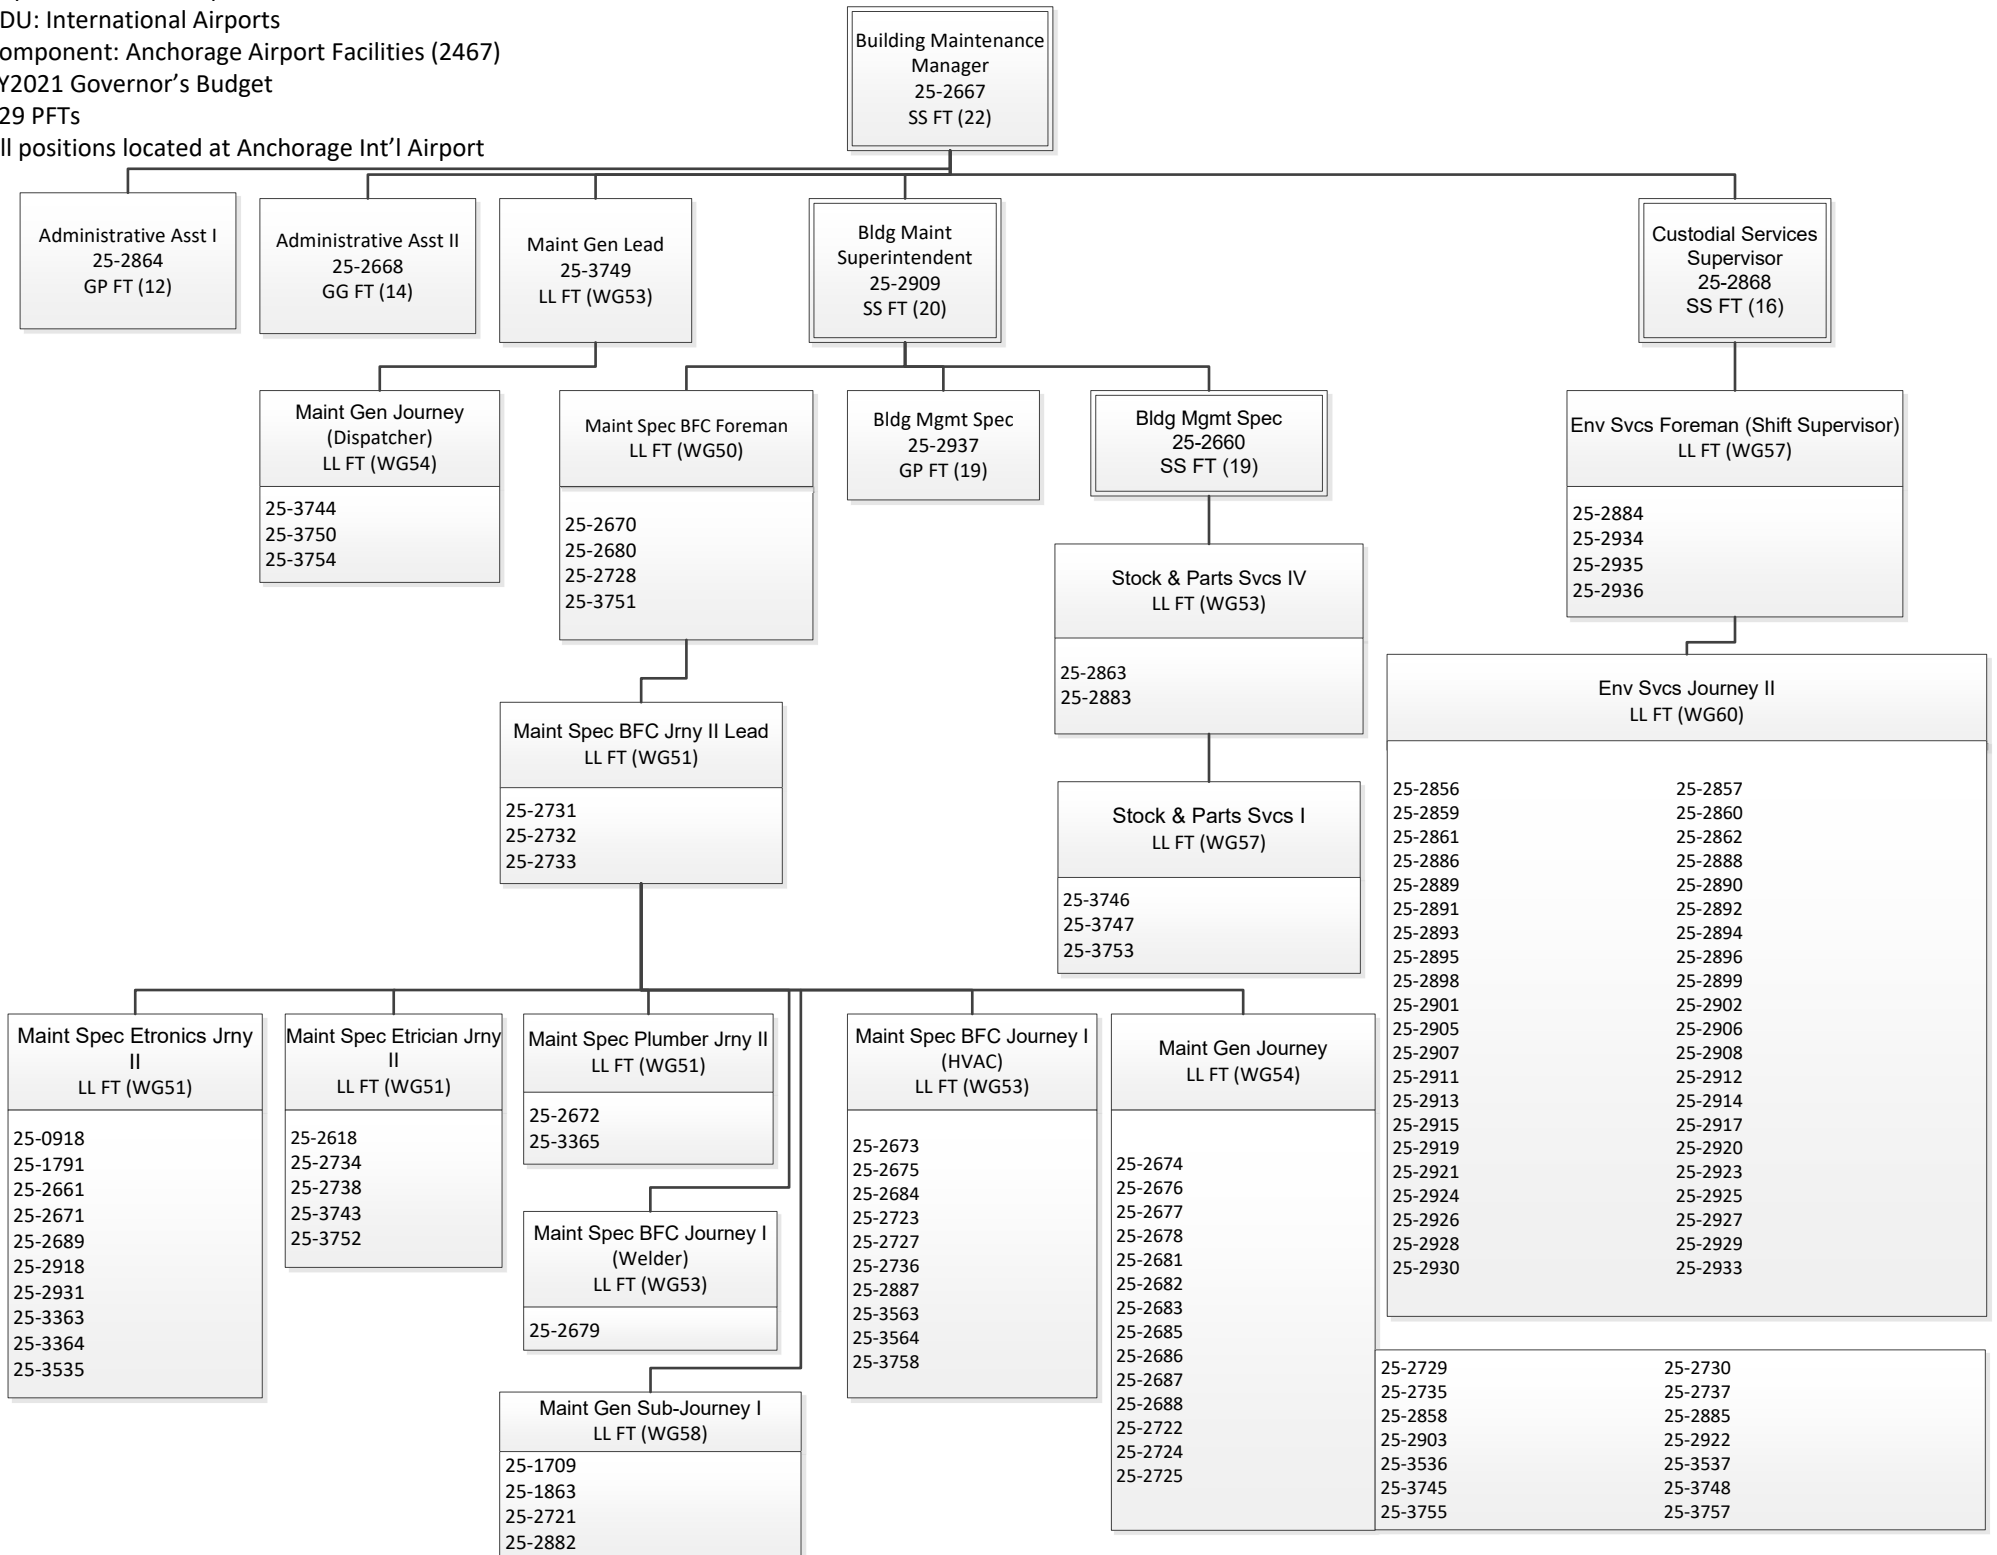 DU: International Airports
omponent: Anchorage Airport Facilities (2467)
Y2021 Governor's Budget
29 PFTs
ll positions located at Anchorage Int'l Airport
Building Maintenance
Manager
25-2667
SS FT (22)
Administrative Asst I
25-2864
GP FT (12)
Administrative Asst II
25-2668
GG FT (14)
Maint Gen Lead
25-3749
LL FT (WG53)
Bldg Maint
Superintendent
25-2909
SS FT (20)
Custodial Services
Supervisor
25-2868
SS FT (16)
Maint Gen Journey
(Dispatcher)
LL FT (WG54)
25-3744
25-3750
25-3754
Maint Spec BFC Foreman
LL FT (WG50)
25-2670
25-2680
25-2728
25-3751
Bldg Mgmt Spec
25-2937
GP FT (19)
Bldg Mgmt Spec
25-2660
SS FT (19)
Env Svcs Foreman (Shift Supervisor)
LL FT (WG57)
25-2884
25-2934
25-2935
25-2936
Stock & Parts Svcs IV
LL FT (WG53)
25-2863
25-2883
Stock & Parts Svcs I
LL FT (WG57)
25-3746
25-3747
25-3753
Maint Spec BFC Jrny II Lead
LL FT (WG51)
25-2731
25-2732
25-2733
Env Svcs Journey II
LL FT (WG60)
25-2856 25-2857
25-2859 25-2860
25-2861 25-2862
25-2886 25-2888
25-2889 25-2890
25-2891 25-2892
25-2893 25-2894
25-2895 25-2896
25-2898 25-2899
25-2901 25-2902
25-2905 25-2906
25-2907 25-2908
25-2911 25-2912
25-2913 25-2914
25-2915 25-2917
25-2919 25-2920
25-2921 25-2923
25-2924 25-2925
25-2926 25-2927
25-2928 25-2929
25-2930 25-2933
Maint Spec Etronics Jrny
II
LL FT (WG51)
25-0918
25-1791
25-2661
25-2671
25-2689
25-2918
25-2931
25-3363
25-3364
25-3535
Maint Spec Etrician Jrny
II
LL FT (WG51)
25-2618
25-2734
25-2738
25-3743
25-3752
Maint Spec Plumber Jrny II
LL FT (WG51)
25-2672
25-3365
Maint Spec BFC Journey I
(Welder)
LL FT (WG53)
25-2679
Maint Gen Sub-Journey I
LL FT (WG58)
25-1709
25-1863
25-2721
25-2882
Maint Spec BFC Journey I
(HVAC)
LL FT (WG53)
25-2673
25-2675
25-2684
25-2723
25-2727
25-2736
25-2887
25-3563
25-3564
25-3758
Maint Gen Journey
LL FT (WG54)
25-2674
25-2676
25-2677
25-2678
25-2681
25-2682
25-2683
25-2685
25-2686
25-2687
25-2688
25-2722
25-2724
25-2725
25-2729 25-2730
25-2735 25-2737
25-2858 25-2885
25-2903 25-2922
25-3536 25-3537
25-3745 25-3748
25-3755 25-3757